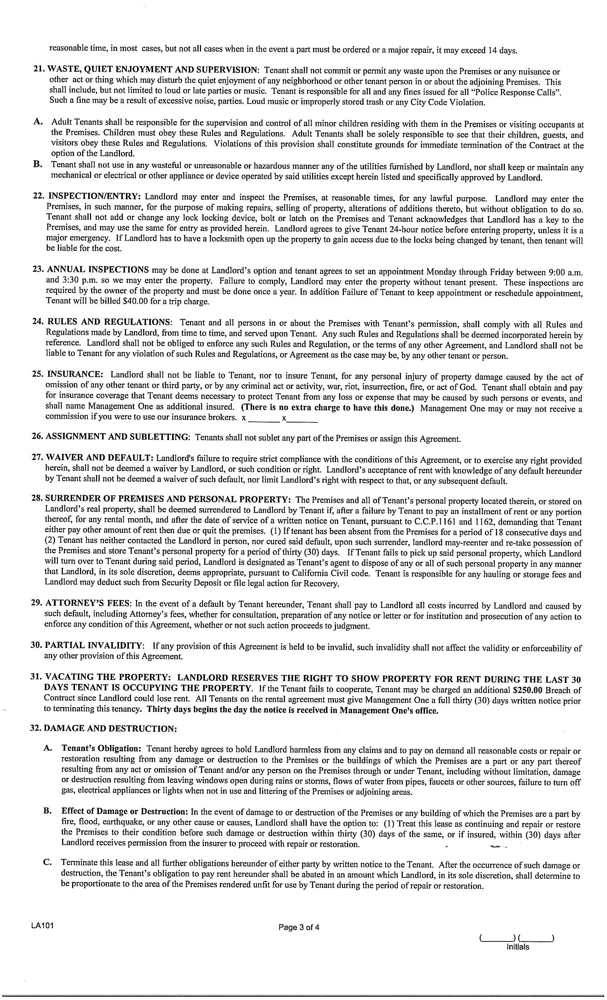 reasonable time, in most cases, but not all cases when in the event a part must be ordered or a major repair, it may exceed 14 days.
21. WASTE, QUIET ENJOYMENT AND SUPERVISION: Tenant shall not commit or permit any waste upon the Premises or any nuisance or
other act or thing which may disturb the quiet enjoyment of any neighborhood or other tenant person in or about the adjoining Premises. This
shall include, but not limited to loud or late parties or music. Tenant is responsible for all and any fines issued for all “Police Response Calls”.
Such a fine may be a result of excessive noise, parties. Loud music or improperly stored trash or any City Code Violation.
A. Adult Tenants shall be responsible for the supervision and control of all minor children residing with them in the Premises or visiting occupants at
the Premises. Children must obey these Rules and Regulations. Adult Tenants shall be solely responsible to see that their children, guests, and
visitors obey these Rules and Regulations. Violations of this provision shall constitute grounds for immediate termination of the Contract at the
option of the Landlord.
B. Tenant shall not use in any wasteful or unreasonable or hazardous manner any of the utilities furnished by Landlord, nor shall keep or maintain any
mechanical or electrical or other appliance or device operated by said utilities except herein listed and specifically approved by Landlord.
22. INSPECTION/ENTRY: Landlord may enter and inspect the Premises, at reasonable times, for any lawful purpose. Landlord may enter the
Premises, in such manner, for the purpose of making repairs, selling of property, alterations of additions thereto, but without obligation to do so.
Tenant shall not add or change any lock locking device, bolt or latch on the Premises and Tenant acknowledges that Landlord has a key to the
Premises, and may use the same for entry as provided herein. Landlord agrees to give Tenant 24-hour notice before entering property, unless it is a
major emergency. If Landlord has to have a locksmith open up the property to gain access due to the locks being changed by tenant, then tenant will
be liable for the cost.
23. ANNUAL INSPECTIONS may be done at Landlord’s option and tenant agrees to set an appointment Monday through Friday between 9:00 a.m.
and 3:30 p.m. so we may enter the property. Failure to comply, Landlord may enter the property without tenant present. These inspections are
required by the owner of the property and must be done once a year. In addition Failure of Tenant to keep appointment or reschedule appointment,
Tenant will be billed $40.00 for a trip charge.
24. RULES AND REGULATIONS: Tenant and all persons in or about the Premises with Tenant’s permission, shall comply with all Rules and
Regulations made by Landlord, from time to time, and served upon Tenant. Any such Rules and Regulations shall be deemed incorporated herein by
reference. Landlord shall not be obliged to enforce any such Rules and Regulation, or the terms of any other Agreement, and Landlord shall not be
liable to Tenant for any violation of such Rules and Regulations, or Agreement as the case may be, by any other tenant or person.
25. INSURANCE: Landlord shall not be liable to Tenant, nor to insure Tenant, for any personal injury of property damage caused by the act of
omission of any other tenant or third party, or by any criminal act or activity, war, riot, insurrection, fire, or act of God. Tenant shall obtain and pay
for insurance coverage that Tenant deems necessary to protect Tenant from any loss or expense that may be caused by such persons or events, and
shall name Management One as additional insured. (There is no extra charge to have this done.) Management One may or may not receive a
commission if you were to use our insurance brokers. x _______ x_______
26. ASSIGNMENT AND SUBLETTING: Tenants shall not sublet any part of the Premises or assign this Agreement.
27. WAIVER AND DEFAULT: Landlord's failure to require strict compliance with the conditions of this Agreement, or to exercise any right provided
herein, shall not be deemed a waiver by Landlord, or such condition or right. Landlord’s acceptance of rent with knowledge of any default hereunder
by Tenant shall not be deemed a waiver of such default, nor limit Landlord’s right with respect to that, or any subsequent default.
28. SURRENDER OF PREMISES AND PERSONAL PROPERTY: The Premises and all of Tenant’s personal property located therein, or stored on
Landlord’s real property, shall be deemed surrendered to Landlord by Tenant if, after a failure by Tenant to pay an installment of rent or any portion
thereof, for any rental month, and after the date of service of a written notice on Tenant, pursuant to C.C.P.1161 and 1162, demanding that Tenant
either pay other amount of rent then due or quit the premises. (1) If tenant has been absent from the Premises for a period of 18 consecutive days and
(2) Tenant has neither contacted the Landlord in person, nor cured said default, upon such surrender, landlord may-reenter and re-take possession of
the Premises and store Tenant’s personal property for a period of thirty (30) days. If Tenant fails to pick up said personal property, which Landlord
will turn over to Tenant during said period, Landlord is designated as Tenant’s agent to dispose of any or all of such personal property in any manner
that Landlord, in its sole discretion, deems appropriate, pursuant to California Civil code. Tenant is responsible for any hauling or storage fees and
Landlord may deduct such from Security Deposit or file legal action for Recovery.
29. ATTORNEY’S FEES: In the event of a default by Tenant hereunder, Tenant shall pay to Landlord all costs incurred by Landlord and caused by
such default, including Attorney’s fees, whether for consultation, preparation of any notice or letter or for institution and prosecution of any action to
enforce any condition of this Agreement, whether or not such action proceeds to judgment.
30. PARTIAL INVALIDITY: If any provision of this Agreement is held to be invalid, such invalidity shall not affect the validity or enforceability of
any other provision of this Agreement.
31. VACATING THE PROPERTY: LANDLORD RESERVES THE RIGHT TO SHOW PROPERTY FOR RENT DURING THE LAST 30
DAYS TENANT IS OCCUPYING THE PROPERTY. If the Tenant fails to cooperate, Tenant may be charged an additional $250.00 Breach of
Contract since Landlord could lose rent. All Tenants on the rental agreement must give Management One a full thirty (30) days written notice prior
to terminating this tenancy. Thirty days begins the day the notice is received in Management One's office.
32. DAMAGE AND DESTRUCTION:
A. Tenant’s Obligation: Tenant hereby agrees to hold Landlord harmless from any claims and to pay on demand all reasonable costs or repair or
restoration resulting from any damage or destruction to the Premises or the buildings of which the Premises are a part or any part thereof
resulting from any act or omission of Tenant and/or any person on the Premises through or under Tenant, including without limitation, damage
or destruction resulting from leaving windows open during rains or storms, flows of water from pipes, faucets or other sources, failure to turn off
gas, electrical appliances or lights when not in use and littering of the Premises or adjoining areas.
B. Effect of Damage or Destruction: In the event of damage to or destruction of the Premises or any building of which the Premises are a part by
fire, flood, earthquake, or any other cause or causes, Landlord shall have the option to: (1) Treat this lease as continuing and repair or restore
the Premises to their condition before such damage or destruction within thirty (30) days of the same, or if insured, within (30) days after
Landlord receives permission from the insurer to proceed with repair or restoration.
C. Terminate this lease and all further obligations hereunder of either party by written notice to the Tenant. After the occurrence of such damage or
destruction, the Tenant’s obligation to pay rent hereunder shall be abated in an amount which Landlord, in its sole discretion, shall determine to
be proportionate to the area of the Premises rendered unfit for use by Tenant during the period of repair or restoration.
LA101
Page 3 of 4
(_______) (_______)
Initials